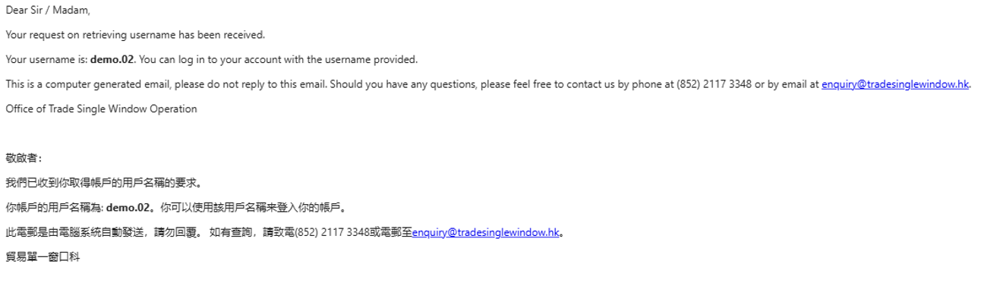 Dear Sir / Madam,
Your request on retrieving username has been received.
Your username is: demo.02. You can log in to your account with the username provided.
This is a computer generated email, please do not reply to this email. Should you have any questions, please feel free to contact us by phone at (852) 2117 3348 or by email at enquiry@tradesinglewindow.hk.
Office of Trade Single Window Operation
敬啟者：
我們已收到你取得帳戶的用戶名稱的要求。
你帳戶的用戶名稱為: demo.02。你可以使用該用戶名稱来登入你的帳戶。
此電郵是由電腦系統自動發送，請勿回覆。 如有查詢，請致電(852) 2117 3348或電郵至enquiry@tradesinglewindow.hk。
貿易單一窗口科